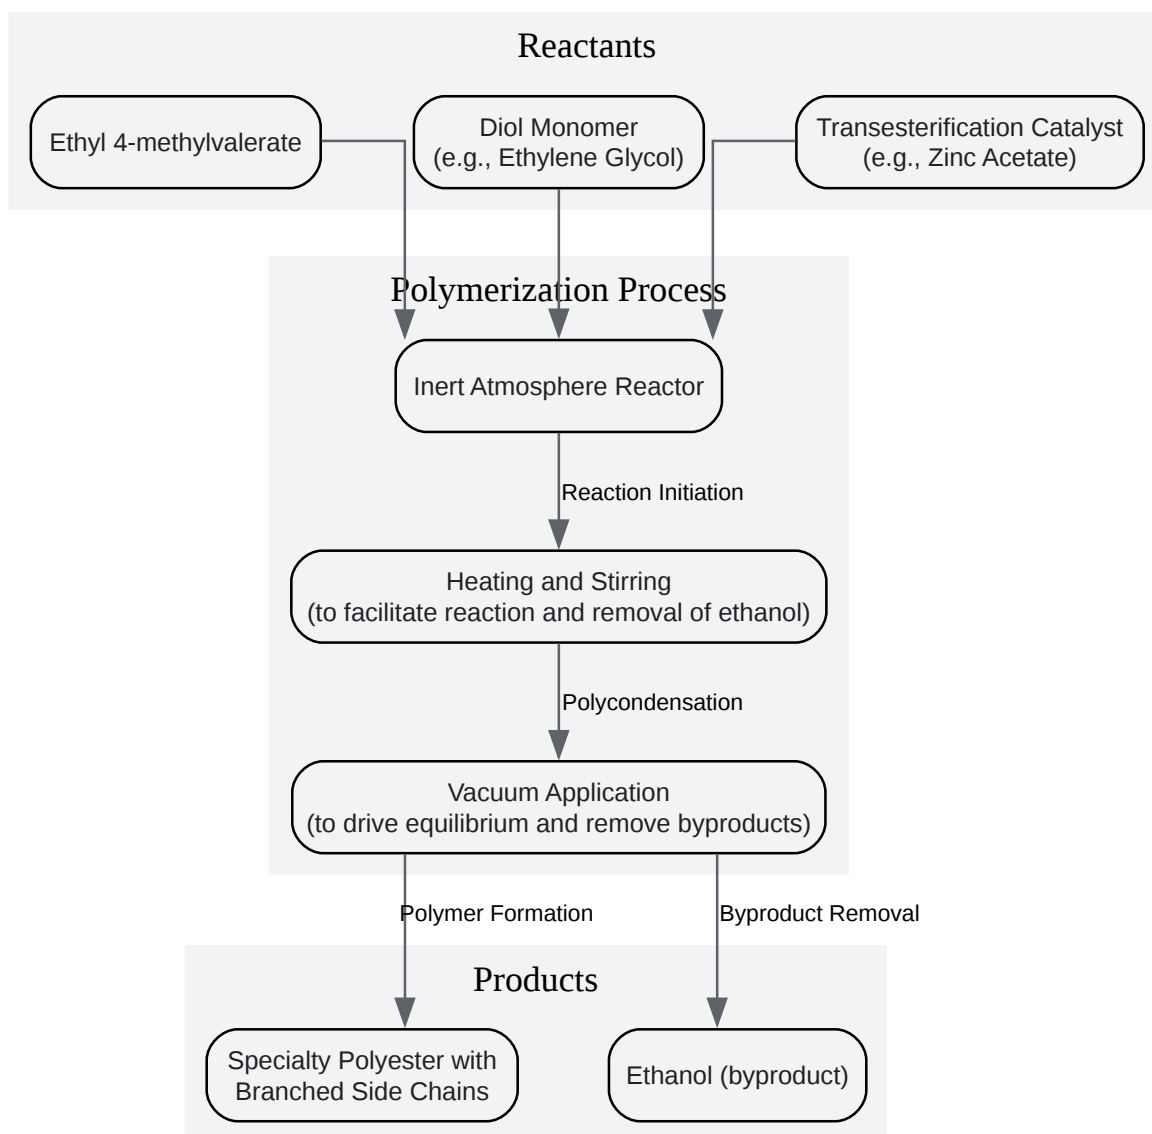 Reactants
Ethyl 4-methylvalerate
Diol Monomer
(e.g., Ethylene Glycol)
Transesterification Catalyst
(e.g., Zinc Acetate)
Polymerization Process
Inert Atmosphere Reactor
Reaction Initiation
Heating and Stirring
(to facilitate reaction and removal of ethanol)
Polycondensation
Vacuum Application
(to drive equilibrium and remove byproducts)
Polymer Formation
Byproduct Removal
Products
Specialty Polyester with
Branched Side Chains
Ethanol (byproduct)